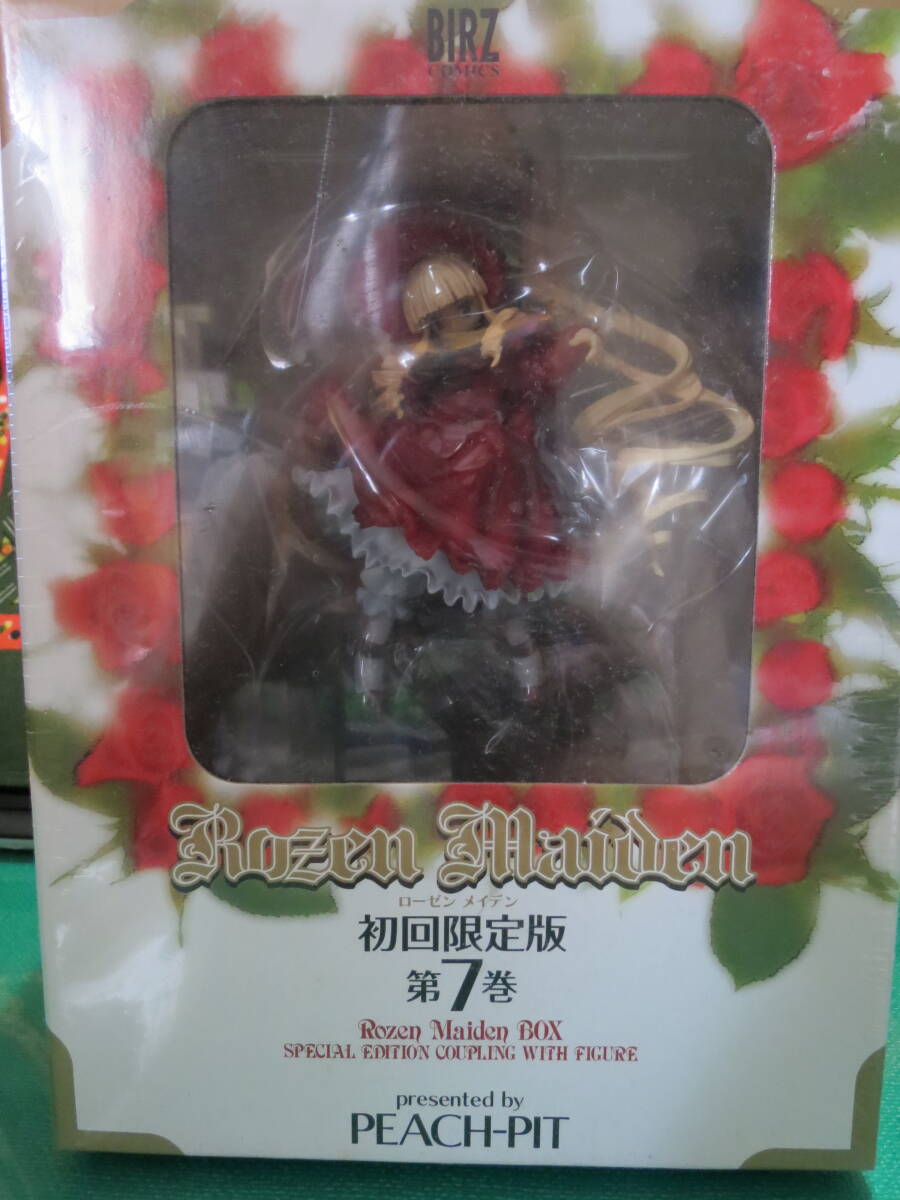 BIRZ
COMICS
Rozen Maiden
ローゼン メイデン
初回限定版
第7巻
Rozen Maiden BOX
SPECIAL EDITION COUPLING WITH FIGURE
presented by
PEACH-PIT